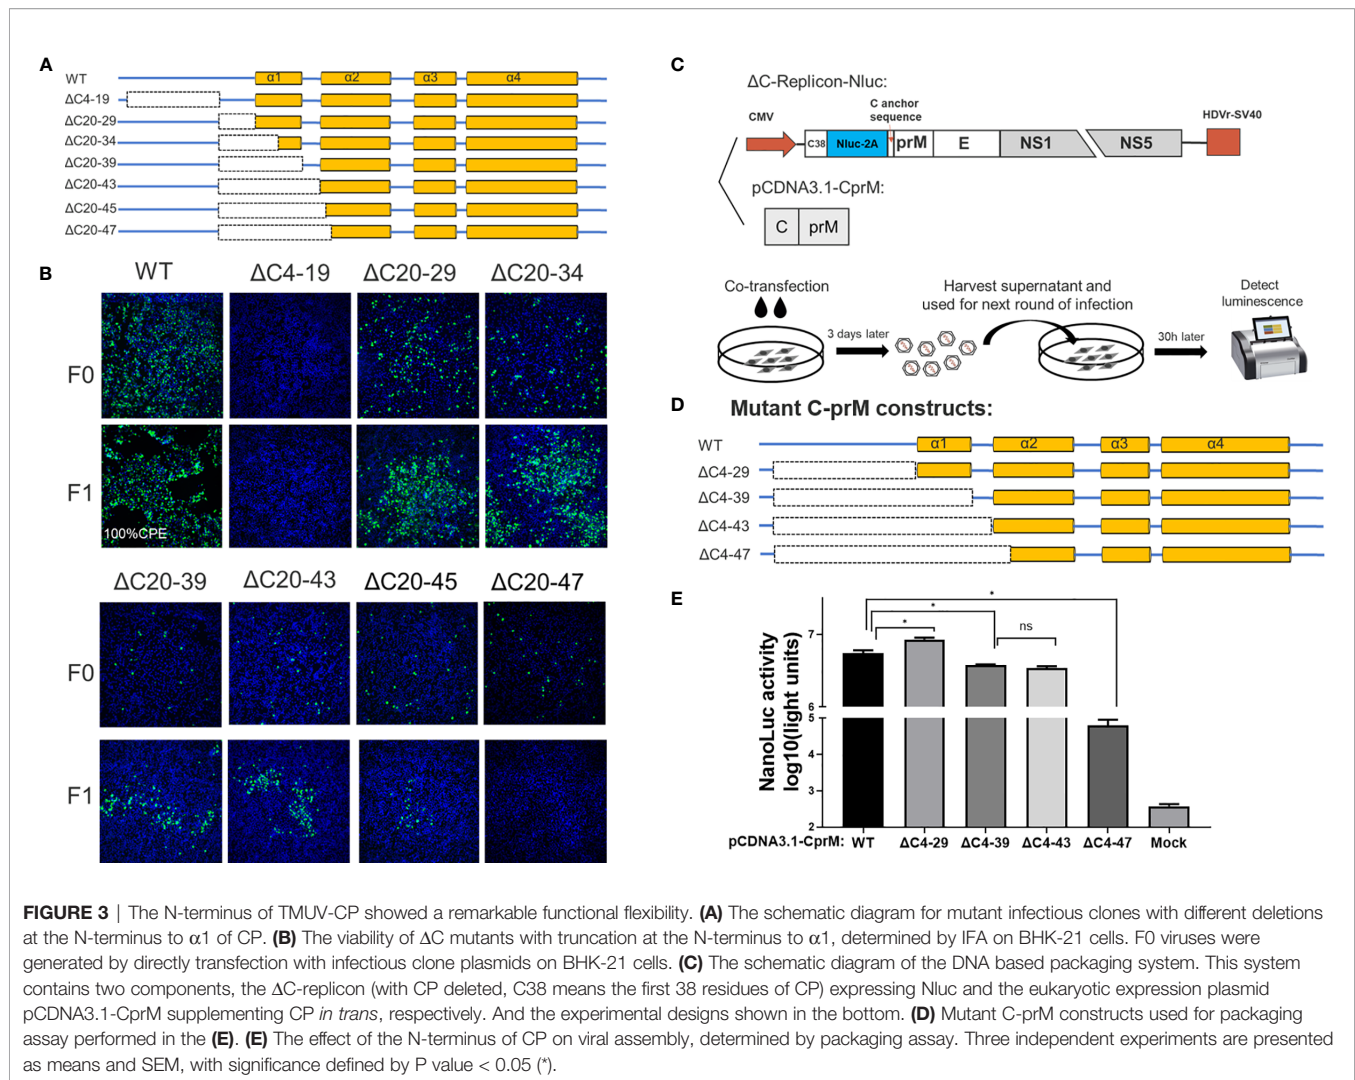 A
WT
α1
α2
α3
α4
ΔC4-19
ΔC20-29
ΔC20-34
ΔC20-39
ΔC20-43
ΔC20-45
ΔC20-47
B
WT
ΔC4-19
ΔC20-29
ΔC20-34
F0
F1
100%CPE
ΔC20-39
ΔC20-43
ΔC20-45
ΔC20-47
F0
F1
C
ΔC-Replicon-Nluc:
C anchor
sequence
CMV
HDVr-SV40
C38
Nluc-2A
prM
E
NS1
NS5
pCDNA3.1-CprM:
C
prM
Co-transfection
Harvest supernatant and
used for next round of infection
Detect
luminescence
3 days later
30h later
D
Mutant C-prM constructs:
WT
α1
α2
α3
α4
ΔC4-29
ΔC4-39
ΔC4-43
ΔC4-47
E
NanoLuc activity
log10(light units)
7
6
5
4
3
2
*
*
*
ns
pCDNA3.1-CprM: WT ΔC4-29 ΔC4-39 ΔC4-43 ΔC4-47 Mock
FIGURE 3 | The N-terminus of TMUV-CP showed a remarkable functional flexibility. (A) The schematic diagram for mutant infectious clones with different deletions
at the N-terminus to α1 of CP. (B) The viability of ΔC mutants with truncation at the N-terminus to α1, determined by IFA on BHK-21 cells. F0 viruses were
generated by directly transfection with infectious clone plasmids on BHK-21 cells. (C) The schematic diagram of the DNA based packaging system. This system
contains two components, the ΔC-replicon (with CP deleted, C38 means the first 38 residues of CP) expressing Nluc and the eukaryotic expression plasmid
pCDNA3.1-CprM supplementing CP in trans, respectively. And the experimental designs shown in the bottom. (D) Mutant C-prM constructs used for packaging
assay performed in the (E). (E) The effect of the N-terminus of CP on viral assembly, determined by packaging assay. Three independent experiments are presented
as means and SEM, with significance defined by P value < 0.05 (*).